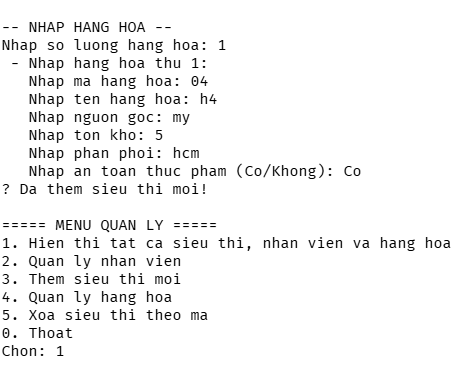 -- NHAP HANG HOA --
Nhap so luong hang hoa: 1
- Nhap hang hoa thu 1:
Nhap ma hang hoa: 04
Nhap ten hang hoa: h4
Nhap nguon goc: my
Nhap ton kho: 5
Nhap phan phoi: hcm
Nhap an toan thuc pham (Co/Khong): Co
? Da them sieu thi moi!
===== MENU QUAN LY =====
1. Hien thi tat ca sieu thi, nhan vien va hang hoa
2. Quan ly nhan vien
3. Them sieu thi moi
4. Quan ly hang hoa
5. Xoa sieu thi theo ma
0. Thoat
Chon: 1